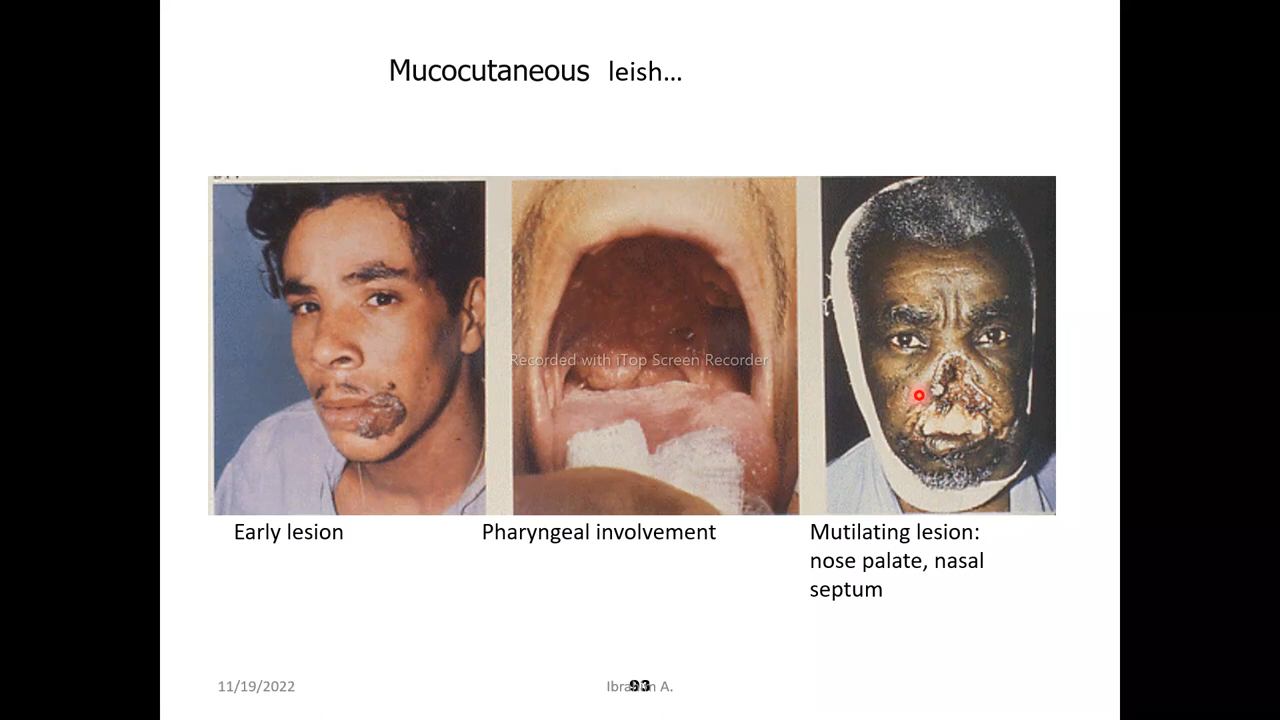 Mucocutaneous leish...
Recorded with iTop Screen Recorder
Early lesion
Pharyngeal involvement
Mutilating lesion:
nose palate, nasal
septum
11/19/2022
Ibrahim A.